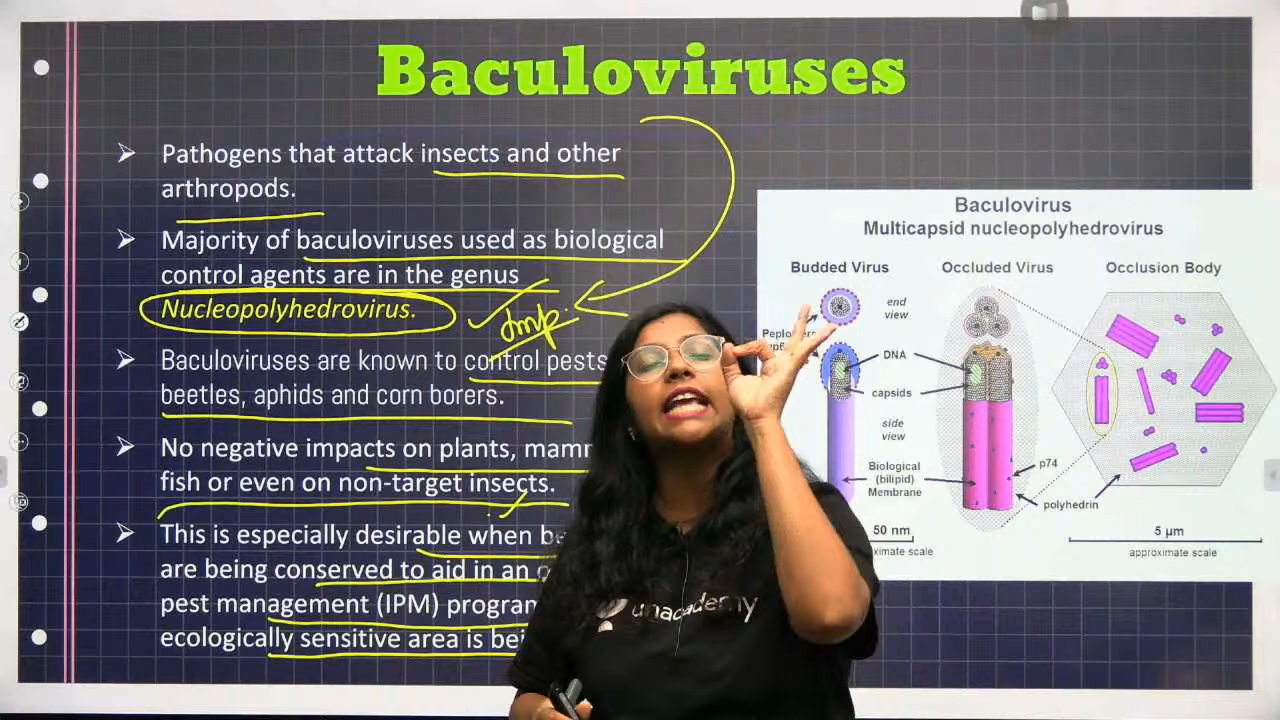 Baculoviruses
Pathogens that attack insects and other
arthropods.
Majority of baculoviruses used as biological
control agents are in the genus
Nucleopolyhedrovirus.
Imp.
Baculoviruses are known to control pests
beetles, aphids and corn borers.
No negative impacts on plants, mamm
fish or even on non-target insects.
This is especially desirable when be
are being conserved to aid in an o
pest management (IPM) program
ecologically sensitive area is bei
Baculovirus
Multicapsid nucleopolyhedrovirus
Budded Virus
Occluded Virus
Occlusion Body
end
view
Peplomers
DNA
capsids
side
view
p74
Biological
(bilipid)
Membrane
polyhedrin
50 nm
ximate scale
5 µm
approximate scale
unacademy